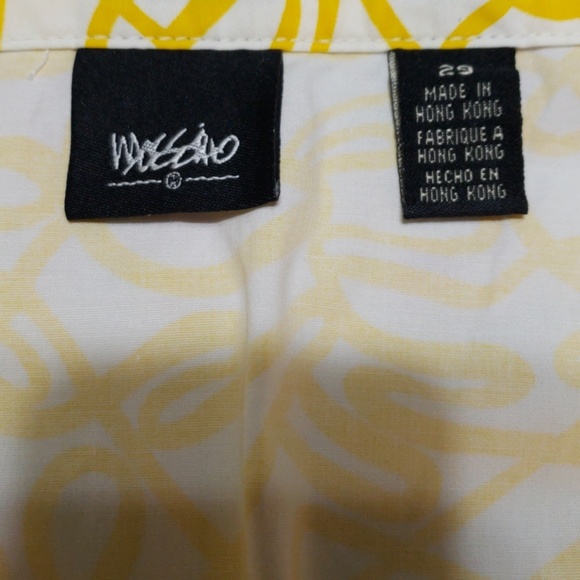 Mossimo
M
29
MADE IN
HONG KONG
FABRIQUE A
HONG KONG
HECHO EN
HONG KONG